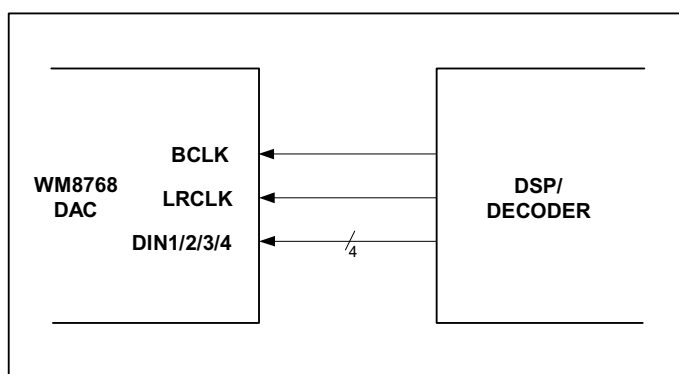 WM8768
DAC
BCLK
LRCLK
DIN1/2/3/4
4
DSP/
DECODER